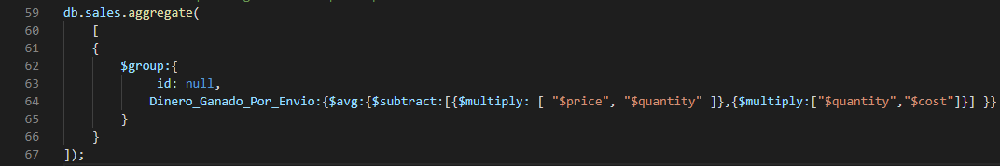 59 db.sales.aggregate(
60 [
61 {
62 $group:{
63 _id: null,
64 Dinero_Ganado_Por_Envio:{$avg:{$subtract:[{$multiply: [ "$price", "$quantity" ]},{$multiply:["$quantity","$cost"]}] }}
65 }
66 }
67 ]);